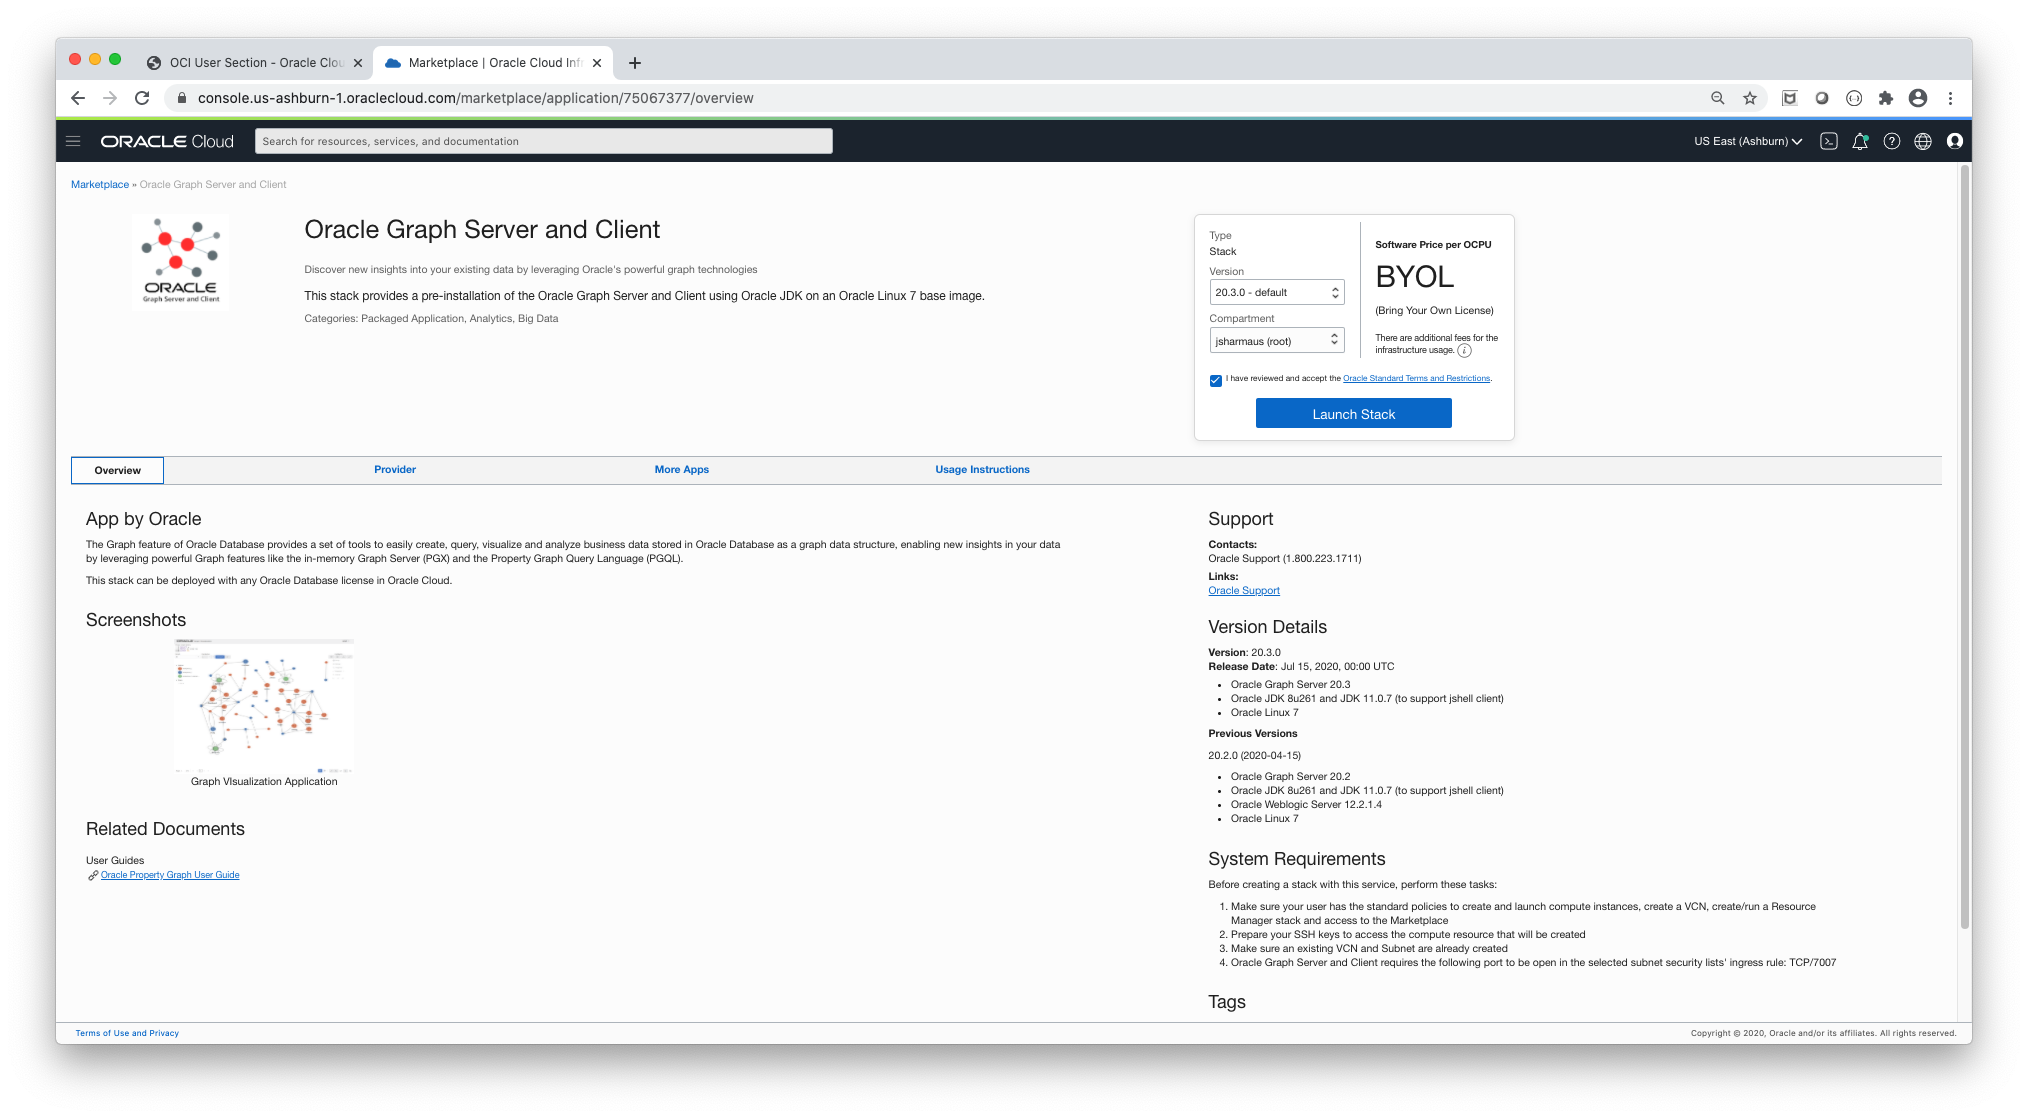 OCI User Section - Oracle Clou
Marketplace | Oracle Cloud Infr
console.us-ashburn-1.oraclecloud.com/marketplace/application/75067377/overview
ORACLE Cloud
Search for resources, services, and documentation
US East (Ashburn)
Marketplace » Oracle Graph Server and Client
ORACLE
Graph Server and Client
Oracle Graph Server and Client
Discover new insights into your existing data by leveraging Oracle's powerful graph technologies
This stack provides a pre-installation of the Oracle Graph Server and Client using Oracle JDK on an Oracle Linux 7 base image.
Categories: Packaged Application, Analytics, Big Data
Type
Stack
Version
20.3.0 - default
Compartment
jsharmaus (root)
Software Price per OCPU
BYOL
(Bring Your Own License)
There are additional fees for the
infrastructure usage.
I have reviewed and accept the Oracle Standard Terms and Restrictions.
Launch Stack
Overview
Provider
More Apps
Usage Instructions
App by Oracle
The Graph feature of Oracle Database provides a set of tools to easily create, query, visualize and analyze business data stored in Oracle Database as a graph data structure, enabling new insights in your data
by leveraging powerful Graph features like the in-memory Graph Server (PGX) and the Property Graph Query Language (PGQL).
This stack can be deployed with any Oracle Database license in Oracle Cloud.
Screenshots
Graph VIsualization Application
Related Documents
User Guides
Oracle Property Graph User Guide
Support
Contacts:
Oracle Support (1.800.223.1711)
Links:
Oracle Support
Version Details
Version: 20.3.0
Release Date: Jul 15, 2020, 00:00 UTC
• Oracle Graph Server 20.3
• Oracle JDK 8u261 and JDK 11.0.7 (to support jshell client)
• Oracle Linux 7
Previous Versions
20.2.0 (2020-04-15)
• Oracle Graph Server 20.2
• Oracle JDK 8u261 and JDK 11.0.7 (to support jshell client)
• Oracle Weblogic Server 12.2.1.4
• Oracle Linux 7
System Requirements
Before creating a stack with this service, perform these tasks:
1. Make sure your user has the standard policies to create and launch compute instances, create a VCN, create/run a Resource
Manager stack and access to the Marketplace
2. Prepare your SSH keys to access the compute resource that will be created
3. Make sure an existing VCN and Subnet are already created
4. Oracle Graph Server and Client requires the following port to be open in the selected subnet security lists' ingress rule: TCP/7007
Tags
Terms of Use and Privacy
Copyright © 2020, Oracle and/or its affiliates. All rights reserved.